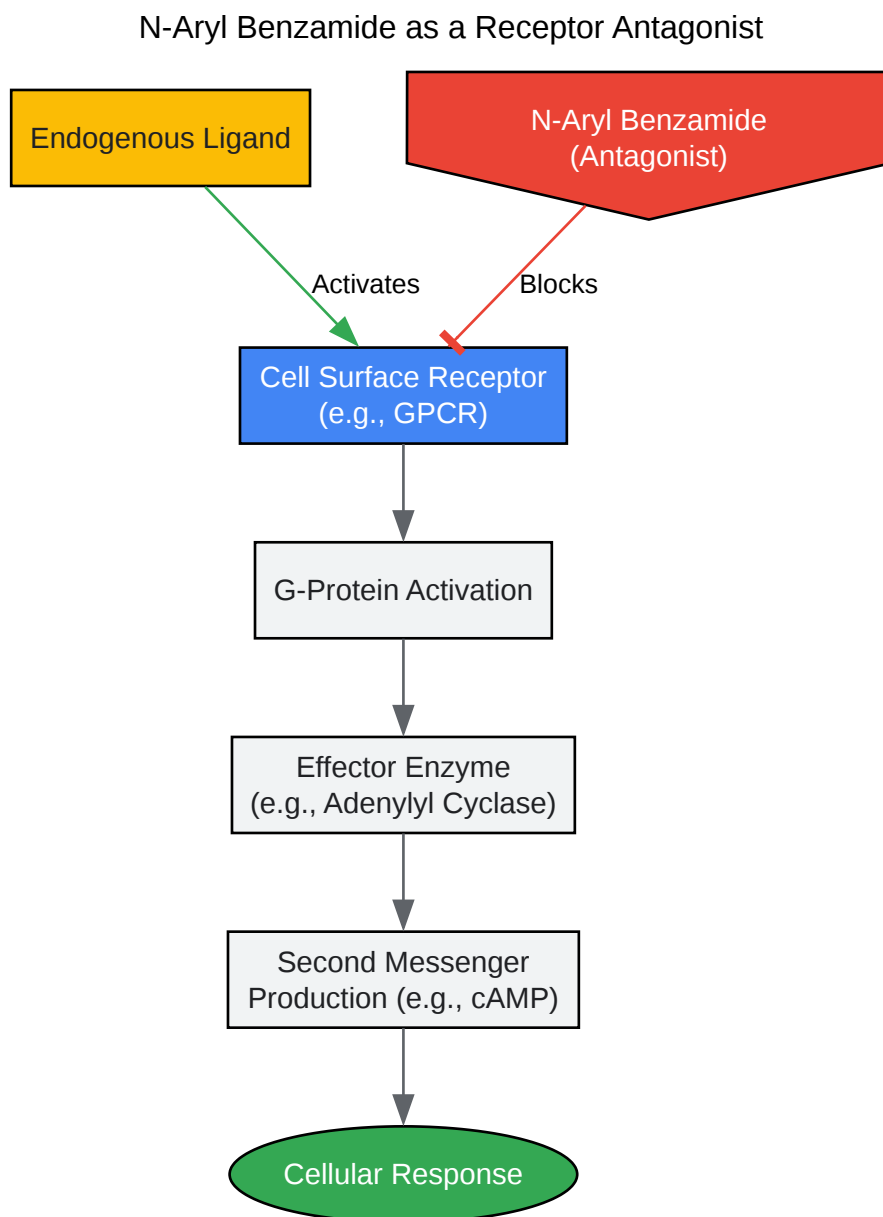 N-Aryl Benzamide as a Receptor Antagonist
Endogenous Ligand
N-Aryl Benzamide
(Antagonist)
Activates
Blocks
Cell Surface Receptor
(e.g., GPCR)
G-Protein Activation
Effector Enzyme
(e.g., Adenylyl Cyclase)
Second Messenger
Production (e.g., cAMP)
Cellular Response